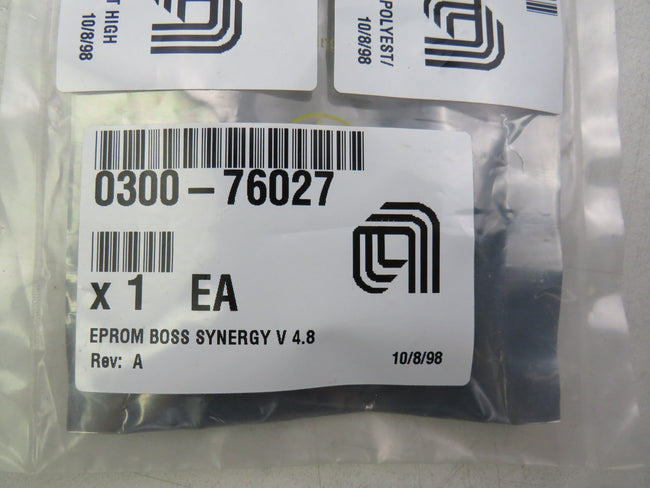 T HIGH
10/8/98
POLYEST/
10/8/98
0300-76027
x 1 EA
EPROM BOSS SYNERGY V 4.8
Rev: A
10/8/98